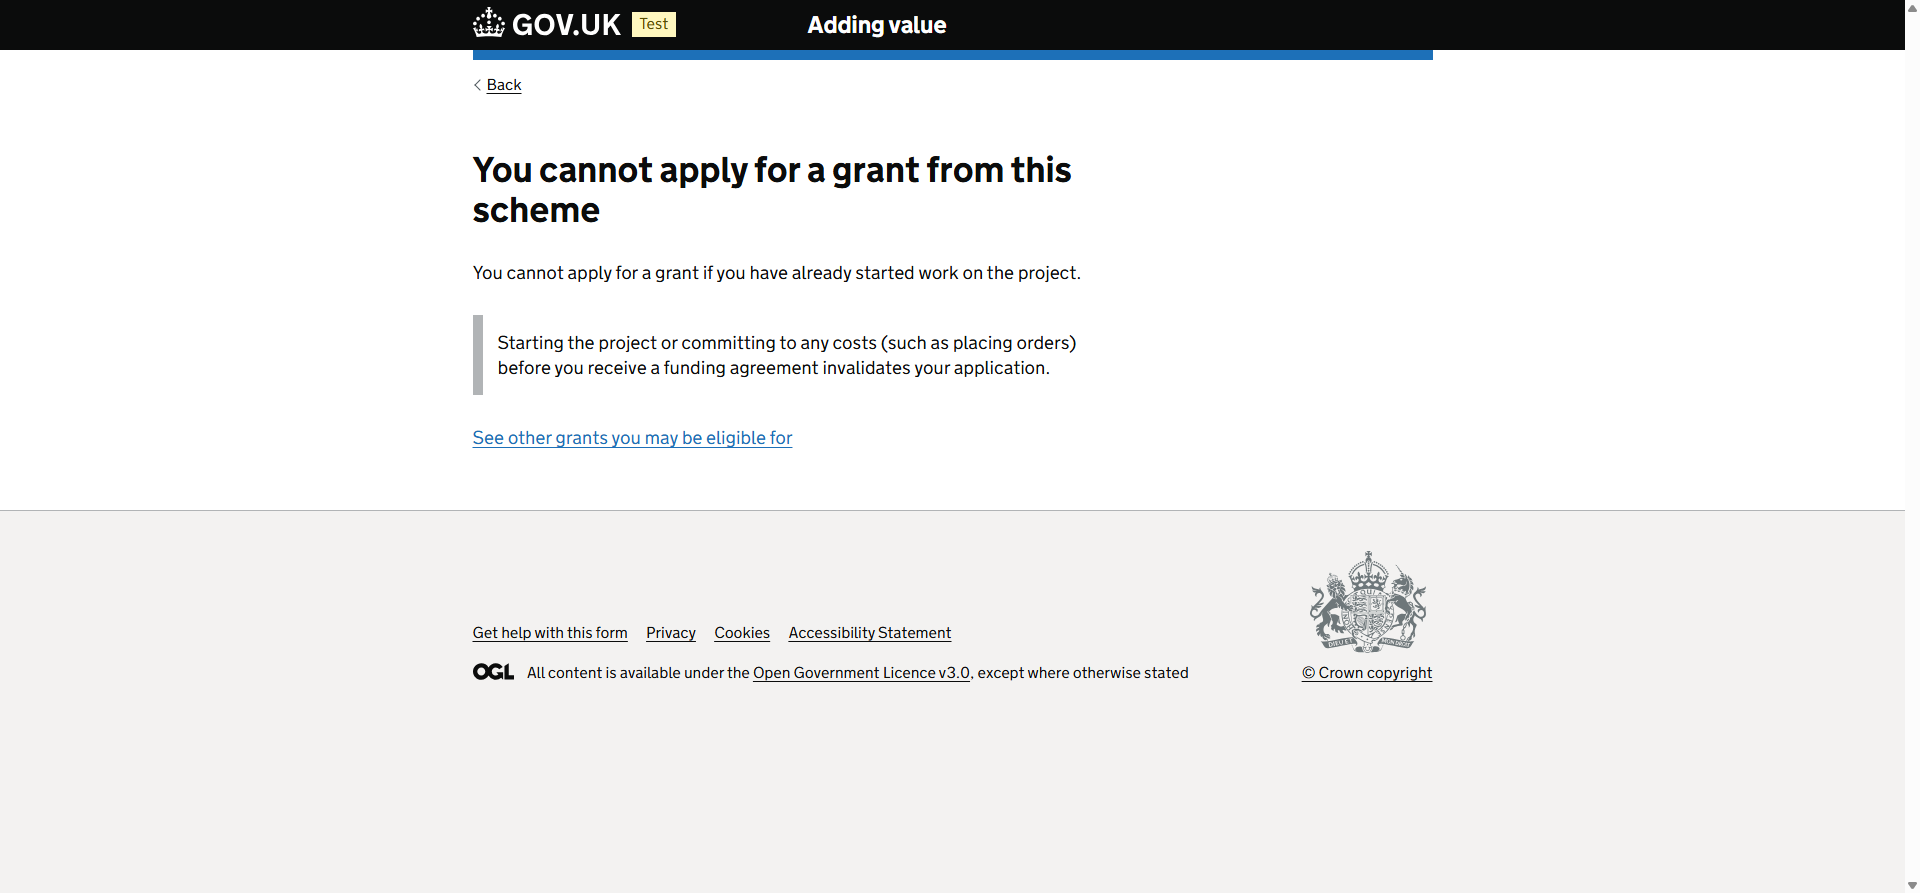 GOV.UK Test Adding value
Back
You cannot apply for a grant from this
scheme
You cannot apply for a grant if you have already started work on the project.
Starting the project or committing to any costs (such as placing orders)
before you receive a funding agreement invalidates your application.
See other grants you may be eligible for
Get help with this form Privacy Cookies Accessibility Statement
OGL All content is available under the Open Government Licence v3.0, except where otherwise stated
© Crown copyright